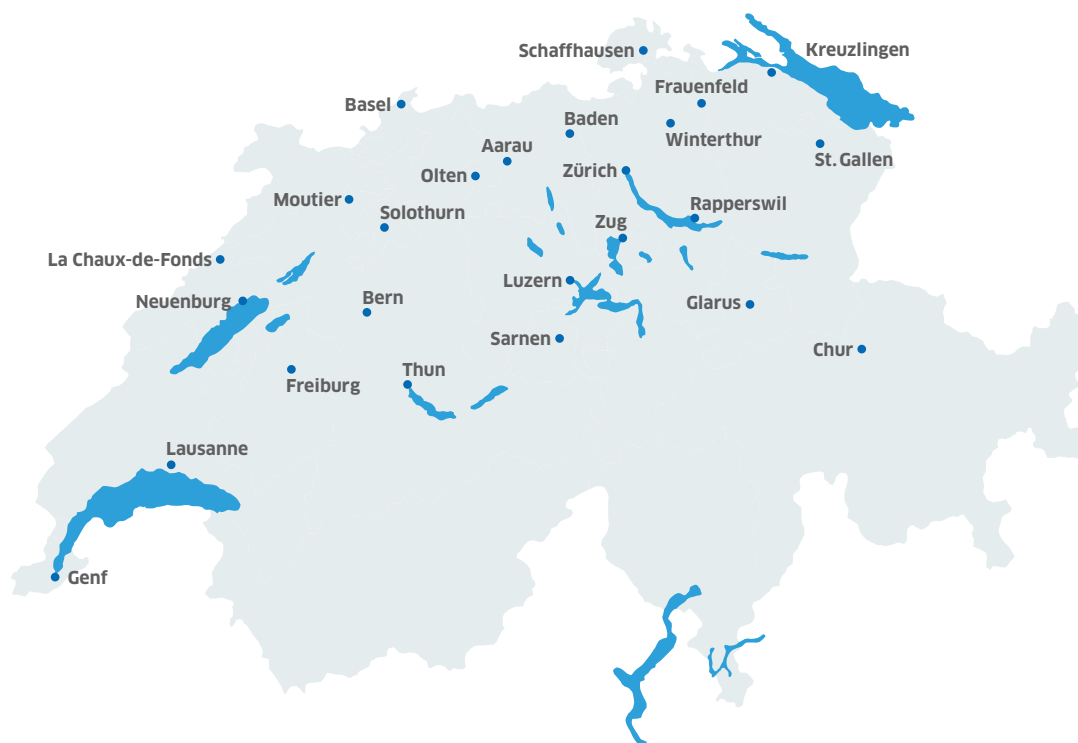 Kreuzlingen
Schaffhausen
Frauenfeld
Basel
Baden
Winterthur
Aarau
St. Gallen
Zürich
Olten
Moutier
Rapperswil
Solothurn
Zug
La Chaux-de-Fonds
Luzern
Neuenburg
Bern
Glarus
Sarnen
Chur
Thun
Freiburg
Lausanne
Genf